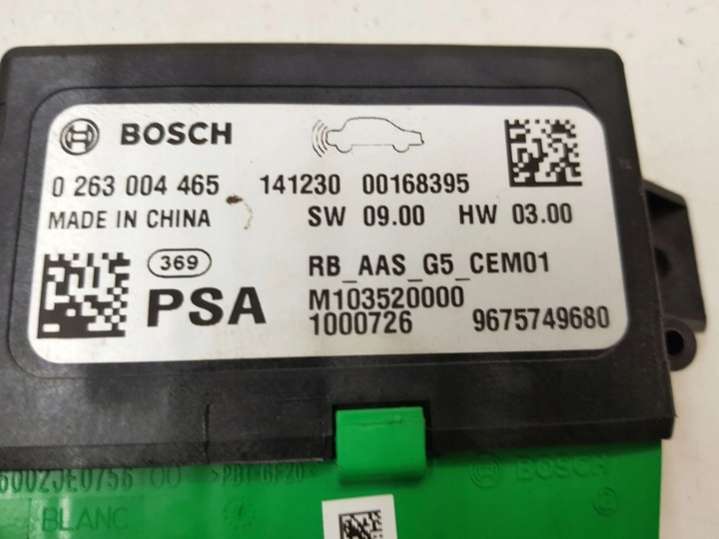 BOSCH
0 263 004 465 141230 00168395
MADE IN CHINA SW 09.00 HW 03.00
369 RB_AAS_G5_CEM01
PSA M103520000
1000726 9675749680
BOSCH
BLANC